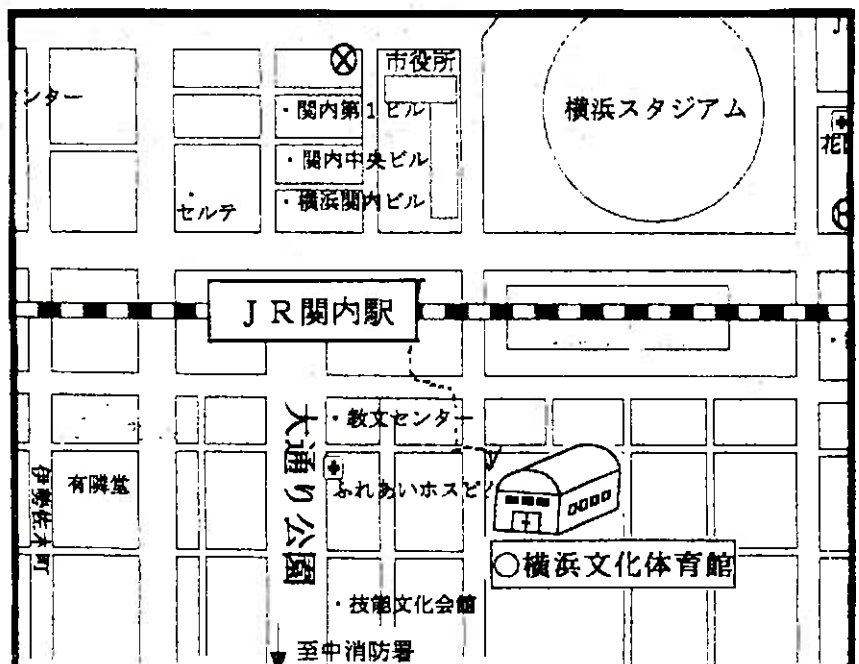 市役所
・関内第１ビル
横浜スタジアム
・関内中央ビル
・横浜関内ビル
セルテ
ＪＲ関内駅
・教文センター
大通り公園
有隣堂
伊勢佐木町
ふれあいホスピ
○横浜文化体育館
・技能文化会館
至中消防署